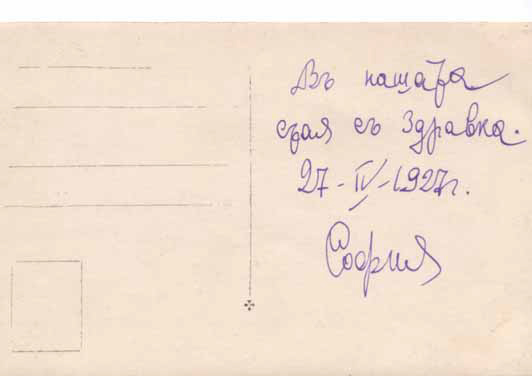 Въ нашата
стая съ Здравка.
27-IV-1927г.
София